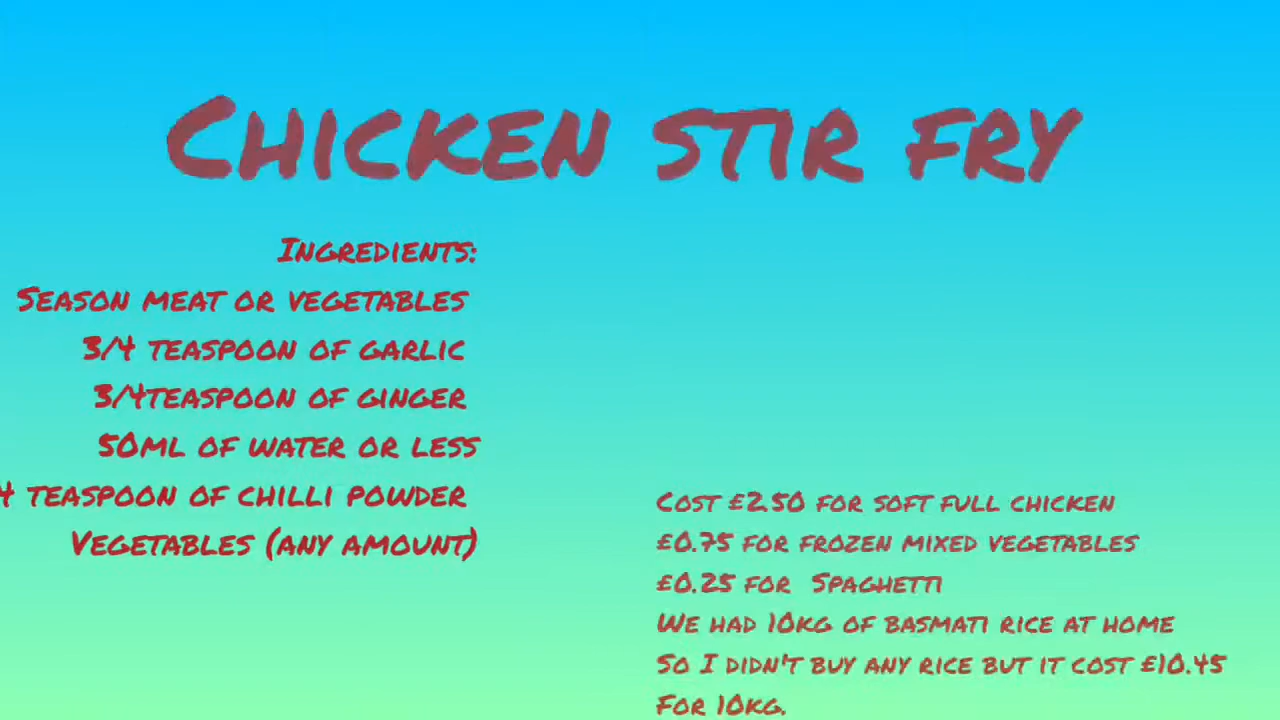 Chicken stir fry
Ingredients:
Season meat or vegetables
3/4 teaspoon of garlic
3/4teaspoon of ginger
50ml of water or less
4 teaspoon of chilli powder
Vegetables (any amount)
Cost £2.50 for soft full chicken
£0.75 for frozen mixed vegetables
£0.25 for Spaghetti
We had 10kg of basmati rice at home
So I didn't buy any rice but it cost £10.45
For 10kg.